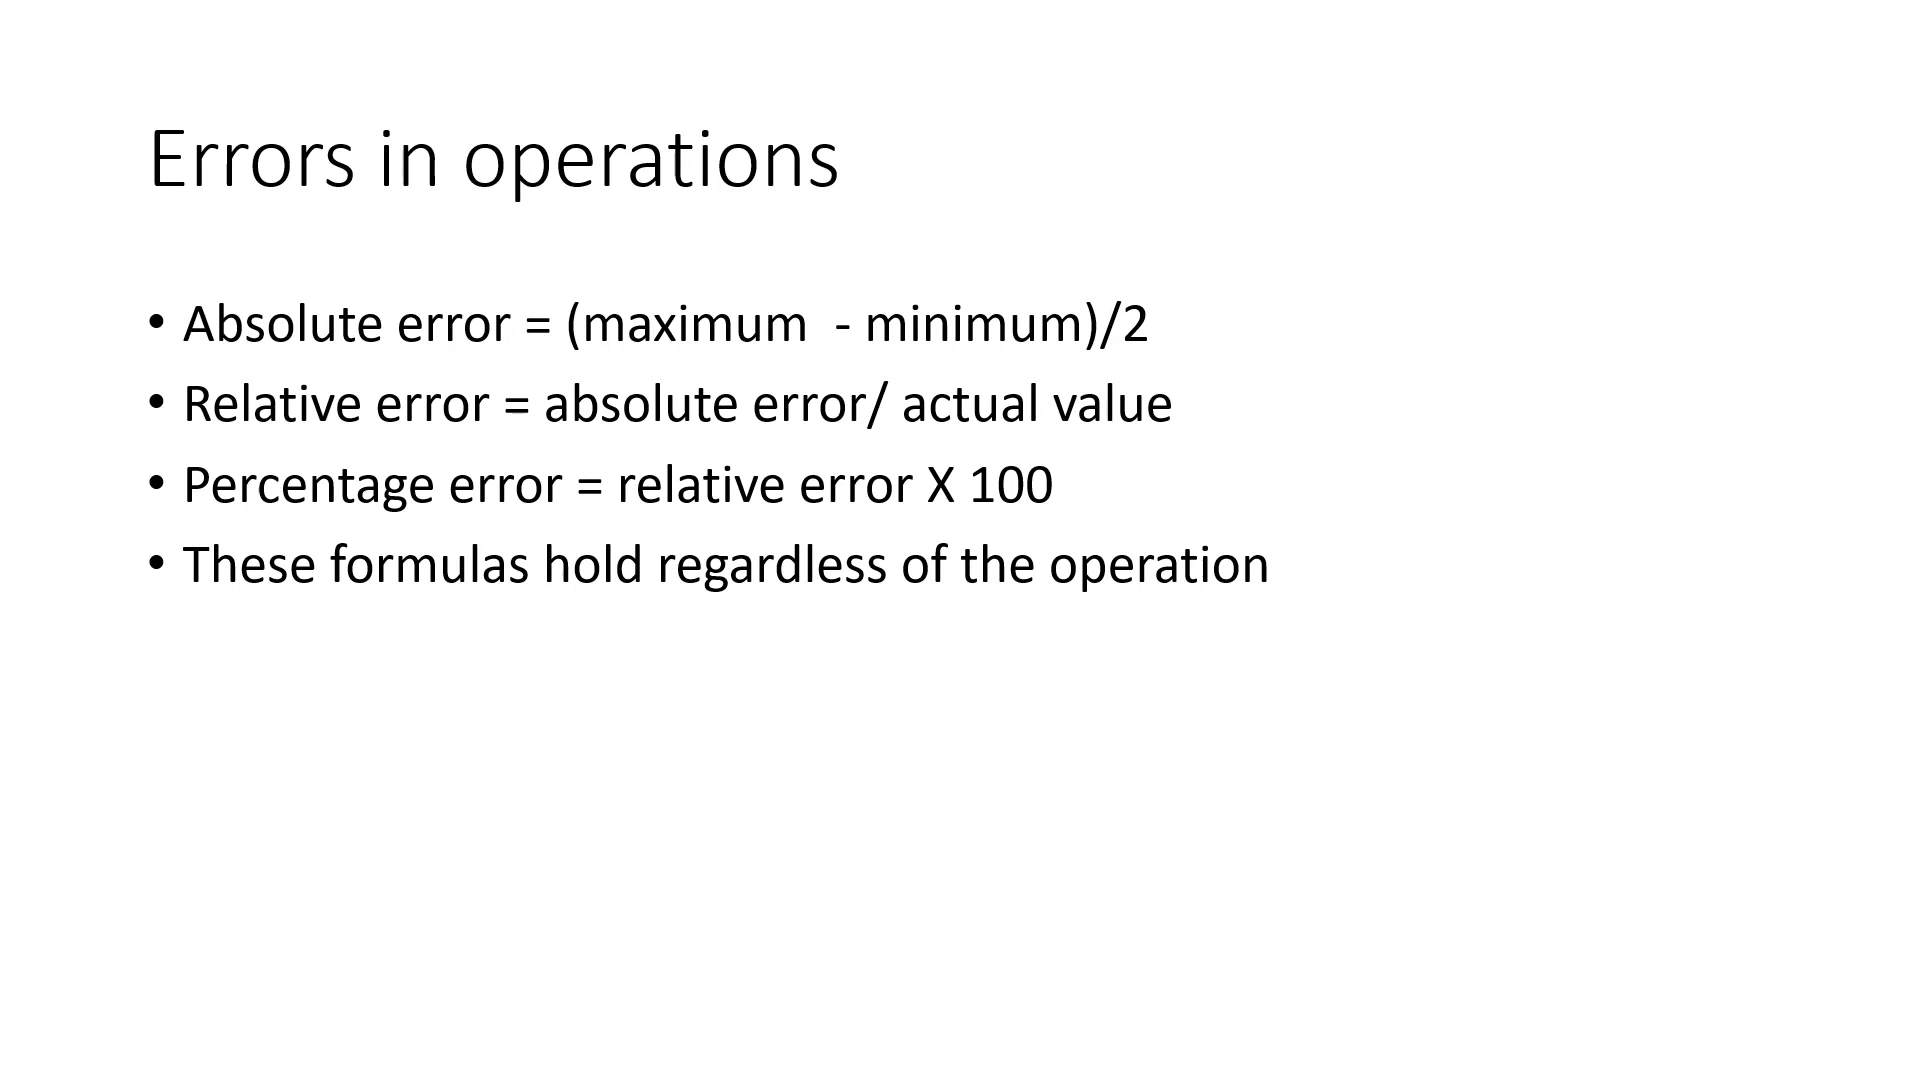 Errors in operations
• Absolute error = (maximum  - minimum)/2
• Relative error = absolute error/ actual value
• Percentage error = relative error X 100
• These formulas hold regardless of the operation